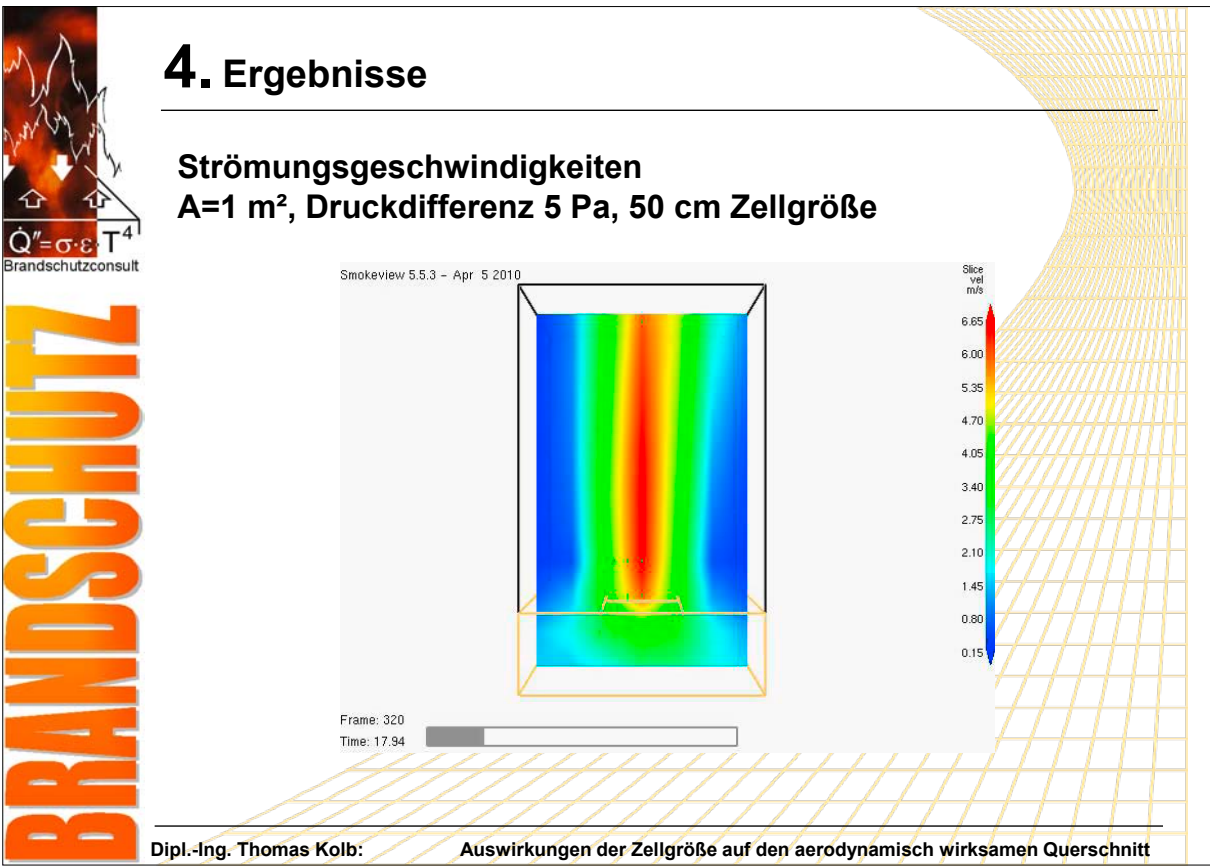 4. Ergebnisse
Strömungsgeschwindigkeiten
A=1 m², Druckdifferenz 5 Pa, 50 cm Zellgröße
Q̇″=σ·ε·T⁴
Brandschutzconsult
BRANDSCHUTZ
Smokeview 5.5.3 – Apr 5 2010
Slice
vel
m/s
6.65
6.00
5.35
4.70
4.05
3.40
2.75
2.10
1.45
0.80
0.15
Frame: 320
Time: 17.94
Dipl.-Ing. Thomas Kolb: Auswirkungen der Zellgröße auf den aerodynamisch wirksamen Querschnitt